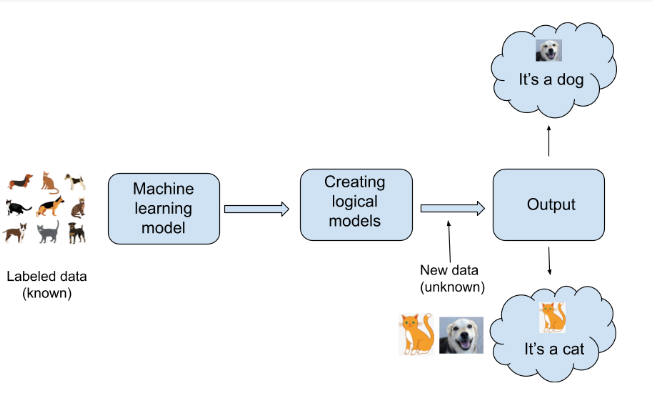 It's a dog
Machine
learning
model
Creating
logical
models
Output
Labeled data
(known)
New data
(unknown)
It's a cat